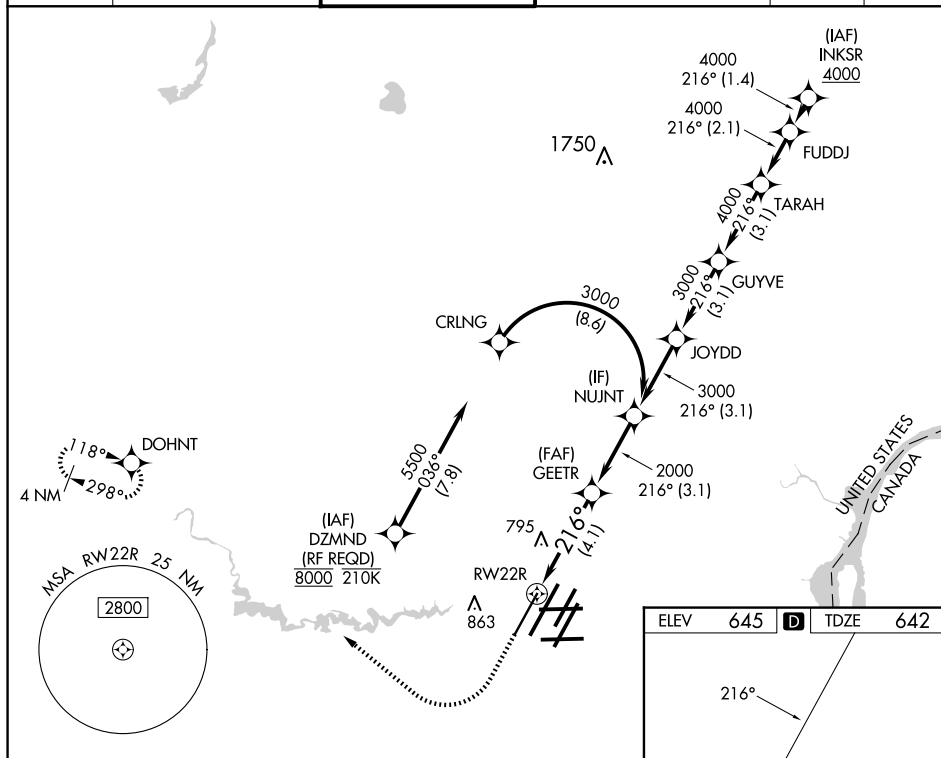 (IAF)
INKSR
4000
4000
216° (1.4)
4000
216° (2.1)
FUDDJ
1750
TARAH
4000
216°
(3.1)
GUYVE
3000
216°
(3.1)
3000
(8.6)
CRLNG
JOYDD
3000
216° (3.1)
(IF)
NUJNT
DOHNT
118°
298°
4 NM
5500
036°
(7.8)
(FAF)
GEETR
2000
216° (3.1)
UNITED STATES
CANADA
(IAF)
DZMND
(RF REQD)
8000 210K
795
216°
(4.1)
RW22R
863
MSA RW22R 25 NM
2800
ELEV 645 D TDZE 642
216°